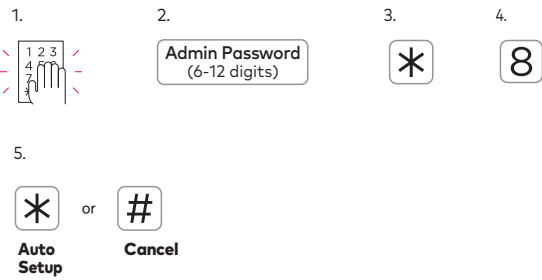 1.
2.
3.
4.
1 2 3
4 5
7
*
Admin Password
(6-12 digits)
*
8
5.
* or #
Auto
Setup
Cancel